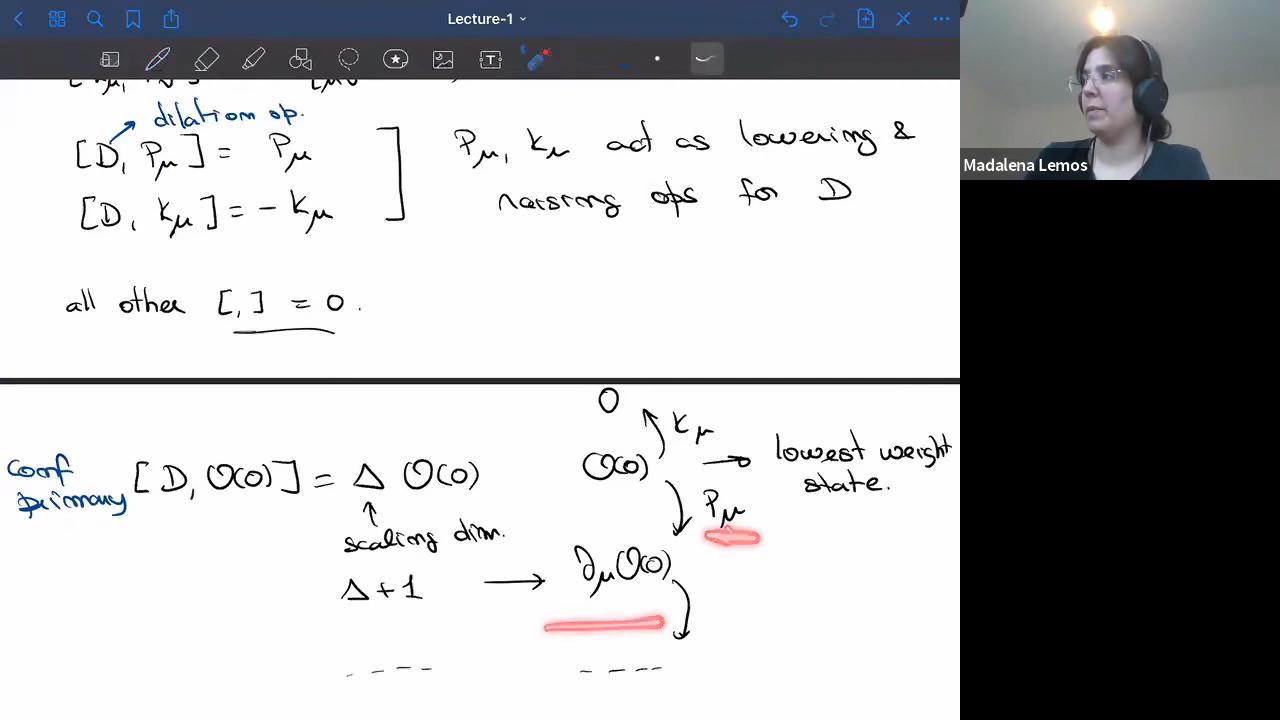 Lecture-1
Madalena Lemos
dilation op.
[D, Pμ] = Pμ
[D, Kμ] = - Kμ
Pμ, Kμ act as lowering &
raising ops for D
all other [,] = 0.
0
Kμ
conf primary
[D, O(0)] = Δ O(0)
O(0) → lowest weight state.
↑
scaling dim.
Pμ
Δ+1 → ∂μO(0)